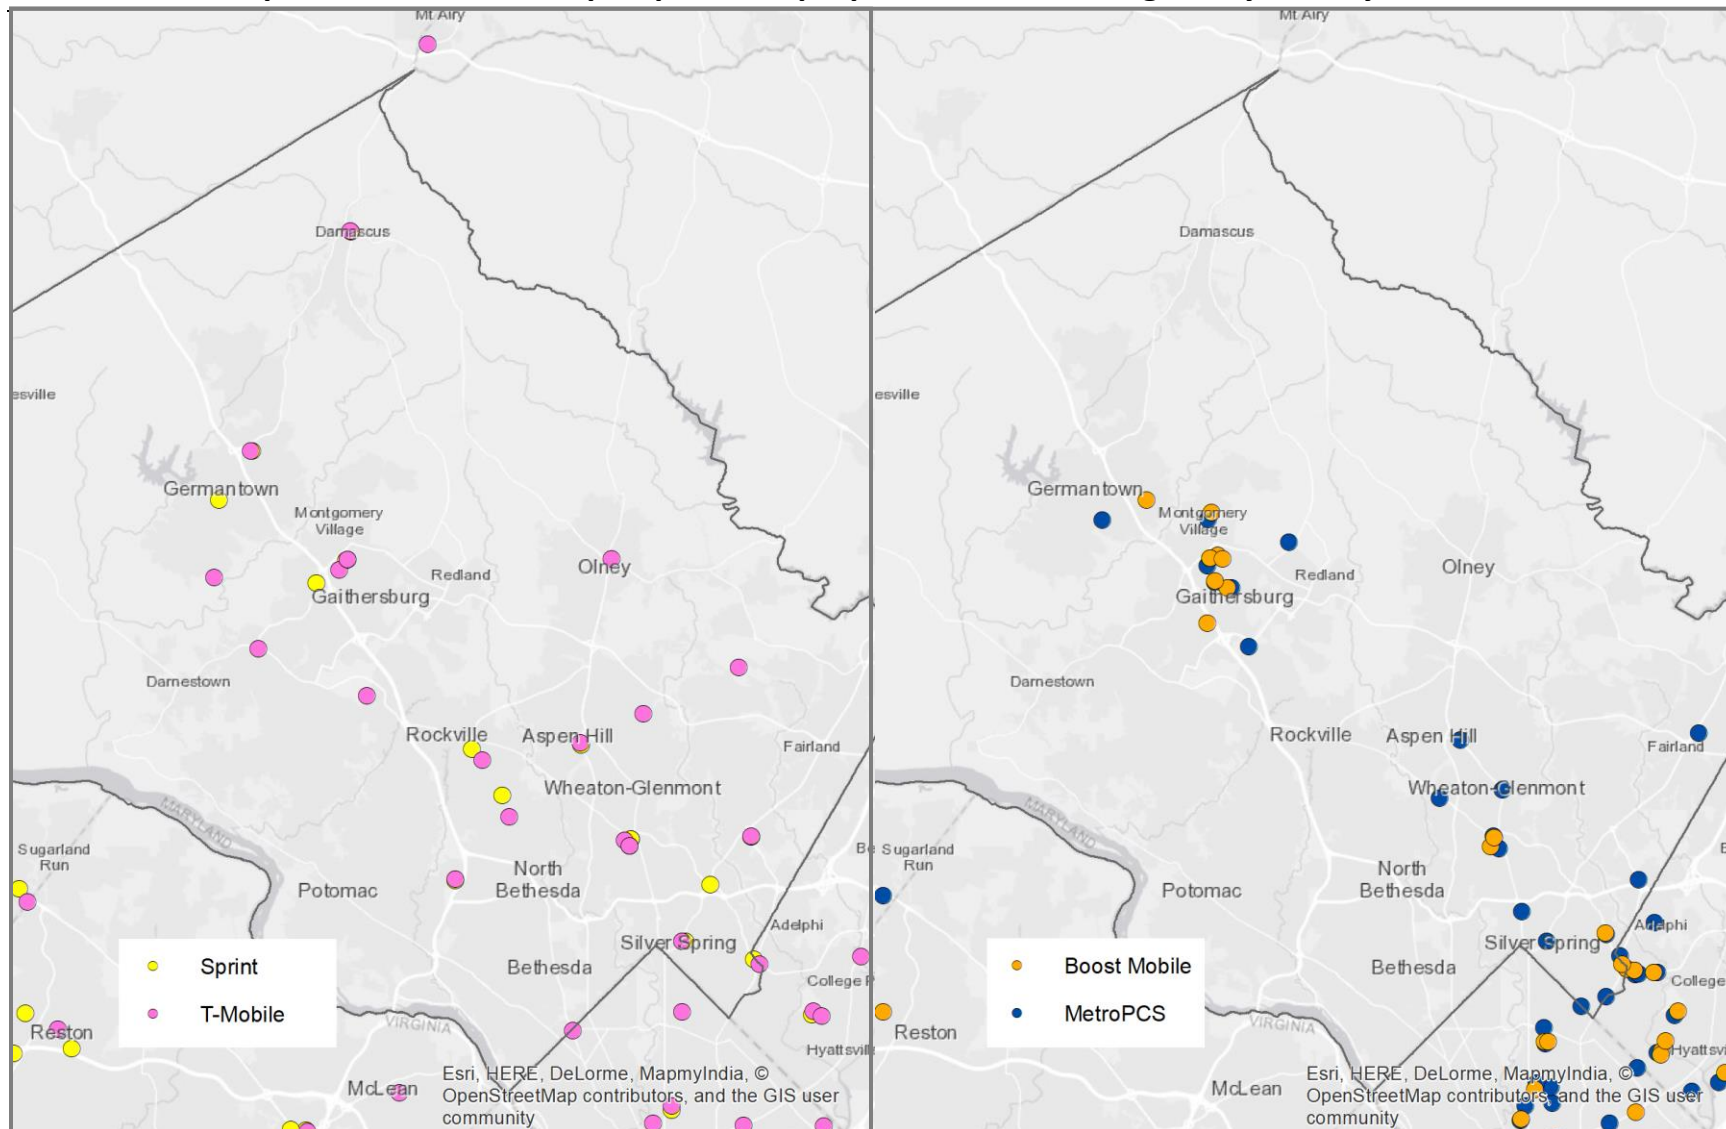 Mt Airy
Damascus
esville
Germantown
Montgomery
Village
Redland
Olney
Gaithersburg
Darnestown
Rockville
Aspen Hill
Fairland
Wheaton-Glenmont
MARYLAND
Sugarland
Run
North
Bethesda
Potomac
Be
Adelphi
Silver Spring
Bethesda
College P
Sprint
T-Mobile
VIRGINIA
Reston
Hyattsvill
McLean
Esri, HERE, DeLorme, MapmyIndia, ©
OpenStreetMap contributors, and the GIS user
community
Mt Airy
Damascus
esville
Germantown
Montgomery
Village
Redland
Olney
Gaithersburg
Darnestown
Rockville
Aspen Hill
Fairland
Wheaton-Glenmont
MARYLAND
Sugarland
Run
North
Bethesda
Potomac
Adelphi
Silver Spring
Bethesda
College
Boost Mobile
MetroPCS
VIRGINIA
Reston
Hyattsvi
McLean
Esri, HERE, DeLorme, MapmyIndia, ©
OpenStreetMap contributors, and the GIS user
community